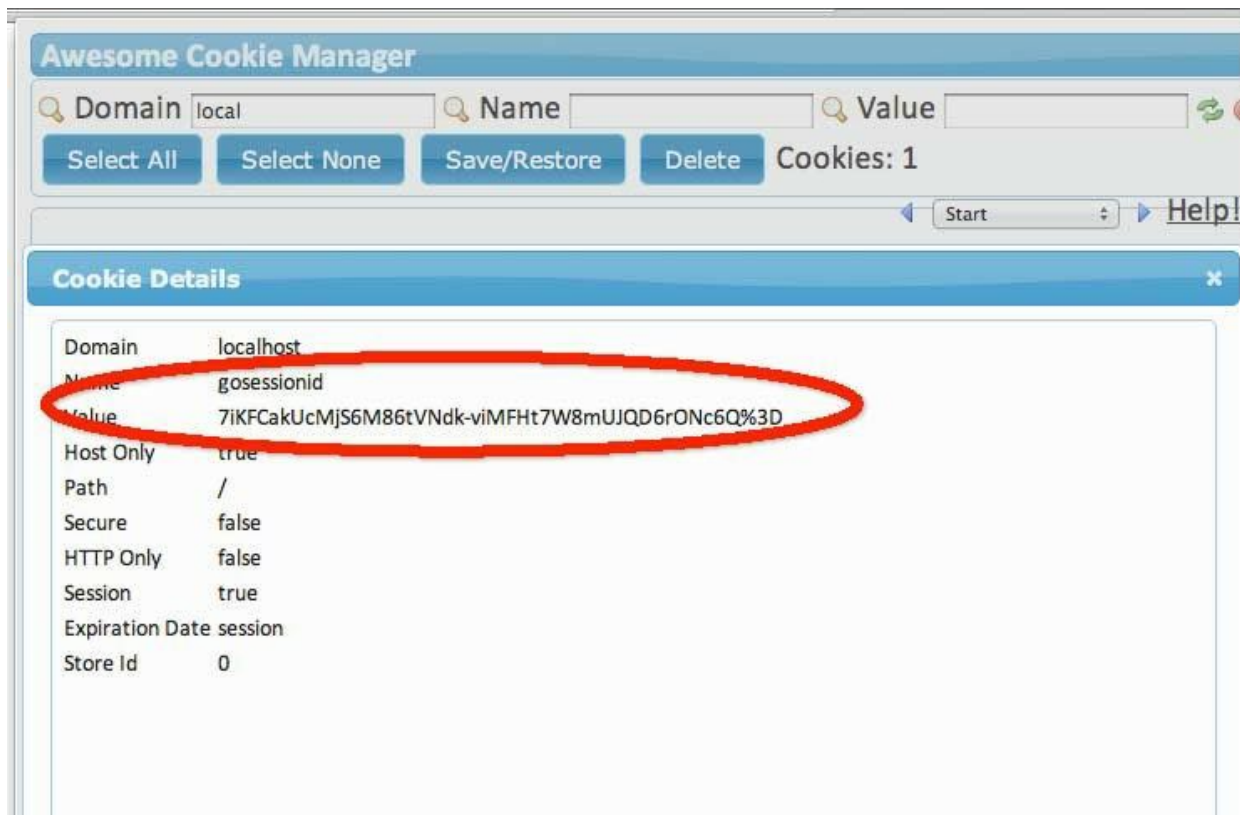 Awesome Cookie Manager
Domain local Name Value
Select All Select None Save/Restore Delete Cookies: 1
Start Help!
Cookie Details
Domain localhost
Name gosessionid
Value 7iKFCakUcMjS6M86tVNdk-viMFHt7W8mUJQD6rONc6Q%3D
Host Only true
Path /
Secure false
HTTP Only false
Session true
Expiration Date session
Store Id 0